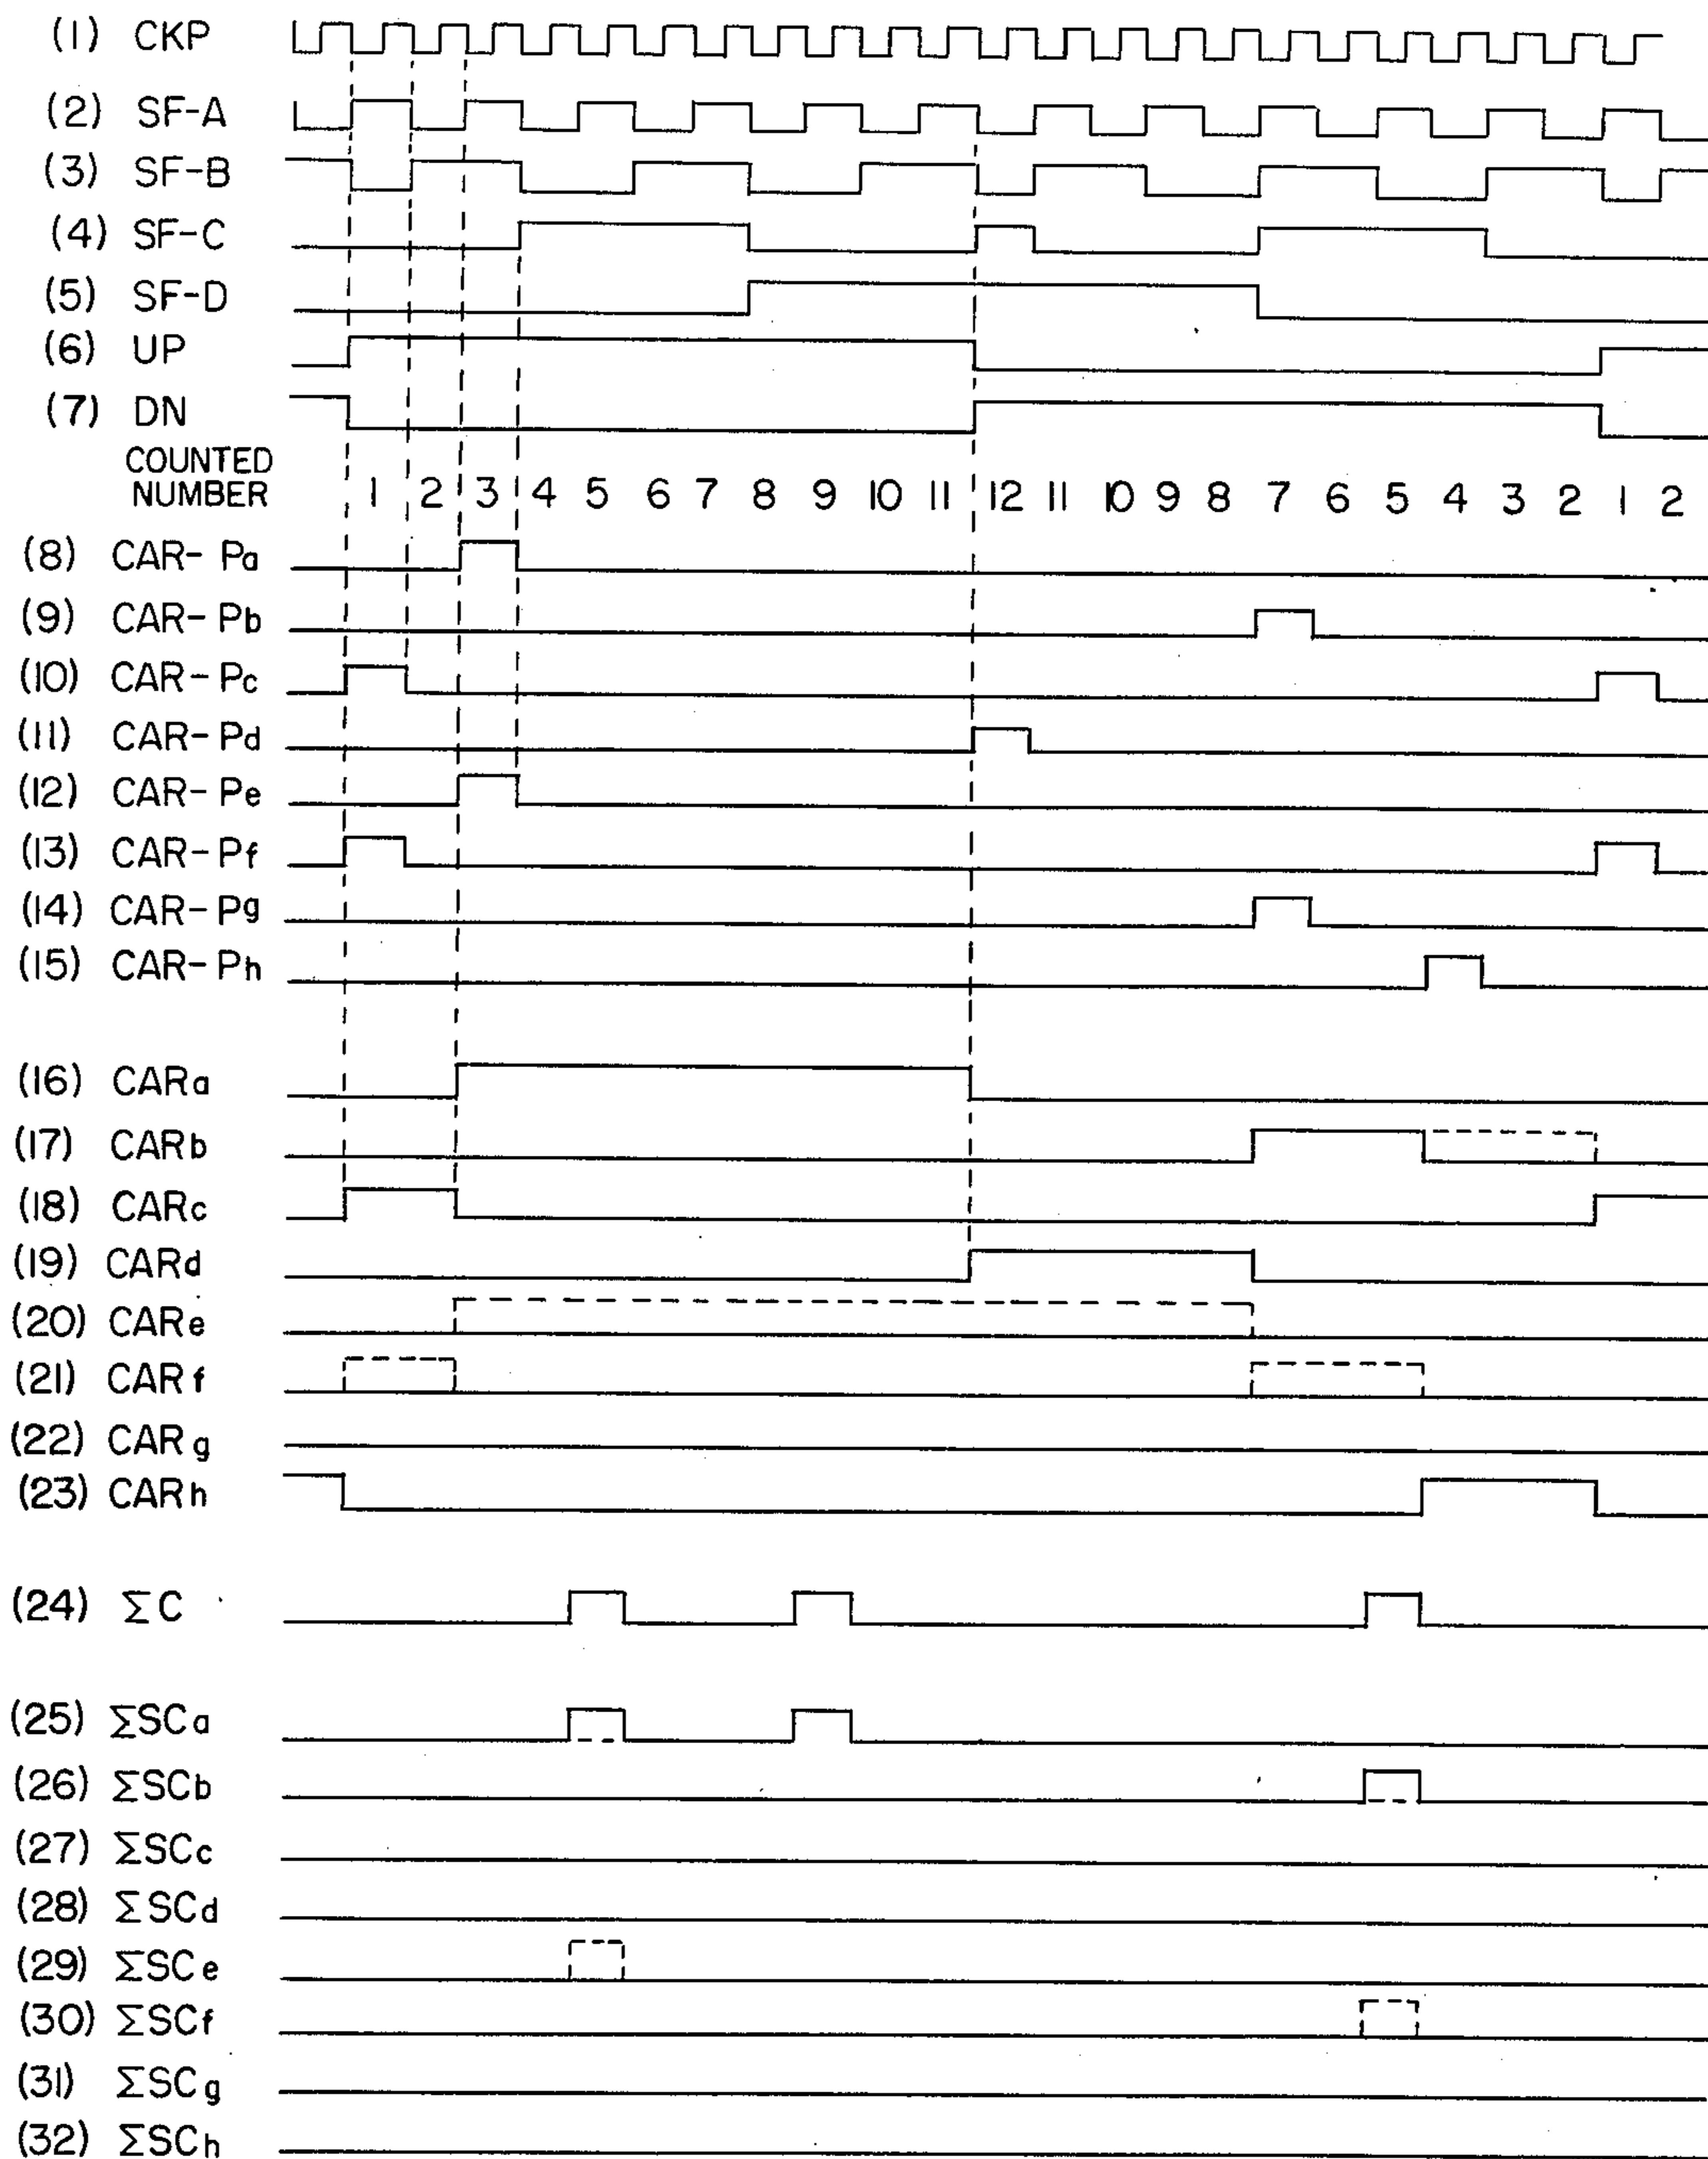 (1) CKP
(2) SF-A
(3) SF-B
(4) SF-C
(5) SF-D
(6) UP
(7) DN
COUNTED
NUMBER 1 2 3 4 5 6 7 8 9 10 11 12 11 10 9 8 7 6 5 4 3 2 1 2
(8) CAR-Pa
(9) CAR-Pb
(10) CAR-Pc
(11) CAR-Pd
(12) CAR-Pe
(13) CAR-Pf
(14) CAR-Pg
(15) CAR-Ph
(16) CARa
(17) CARb
(18) CARc
(19) CARd
(20) CARe
(21) CARf
(22) CARg
(23) CARh
(24) ΣC
(25) ΣSCa
(26) ΣSCb
(27) ΣSCc
(28) ΣSCd
(29) ΣSCe
(30) ΣSCf
(31) ΣSCg
(32) ΣSCh